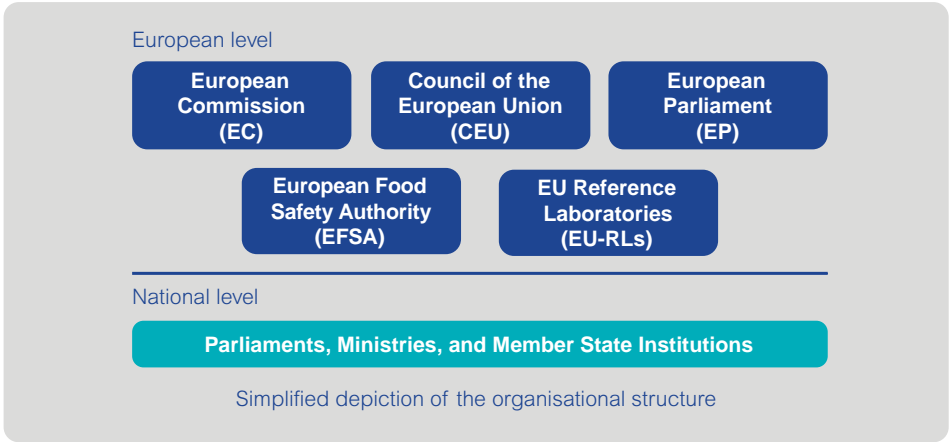 European level
European
Commission
(EC)
Council of the
European Union
(CEU)
European
Parliament
(EP)
European Food
Safety Authority
(EFSA)
EU Reference
Laboratories
(EU-RLs)
National level
Parliaments, Ministries, and Member State Institutions
Simplified depiction of the organisational structure